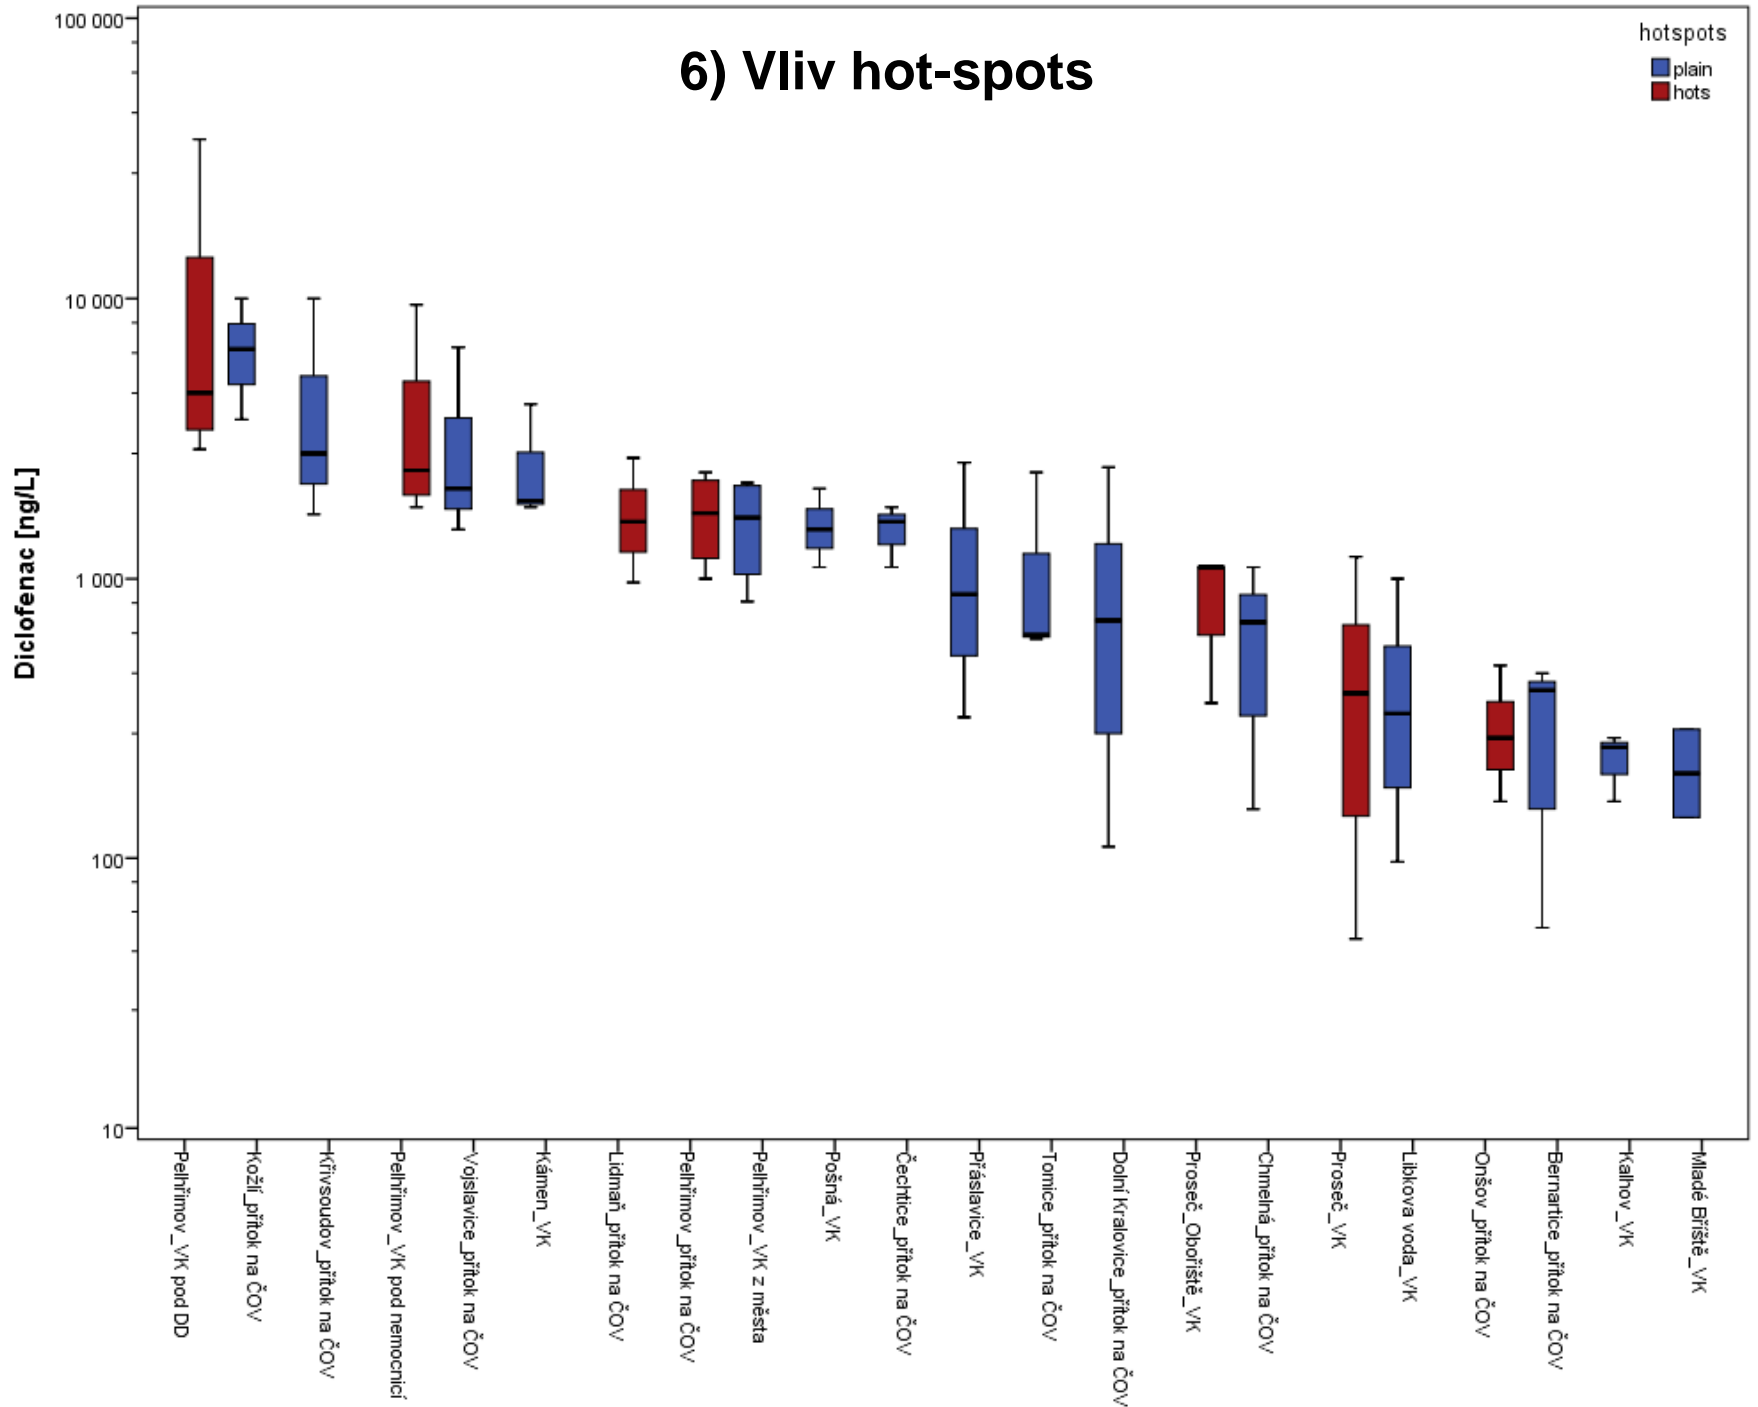 6) Vliv hot-spots
hotspots
plain
hots
Diclofenac [ng/L]
100 000
10 000
1 000
100
10
Pelhřimov_VK pod DD
Kožlí_přítok na ČOV
Křivsoudov_přítok na ČOV
Pelhřimov_VK pod nemocnicí
Vojslavice_přítok na ČOV
Kámen_VK
Lidmaň_přítok na ČOV
Pelhřimov_přítok na ČOV
Pelhřimov_VK z města
Pošná_VK
Čechtice_přítok na ČOV
Přáslavice_VK
Tomice_přítok na ČOV
Dolní Kralovice_přítok na ČOV
Proseč_Obořiště_VK
Chmelná_přítok na ČOV
Proseč_VK
Libkova voda_VK
Onšov_přítok na ČOV
Bernartice_přítok na ČOV
Kalhov_VK
Mladé Bříště_VK